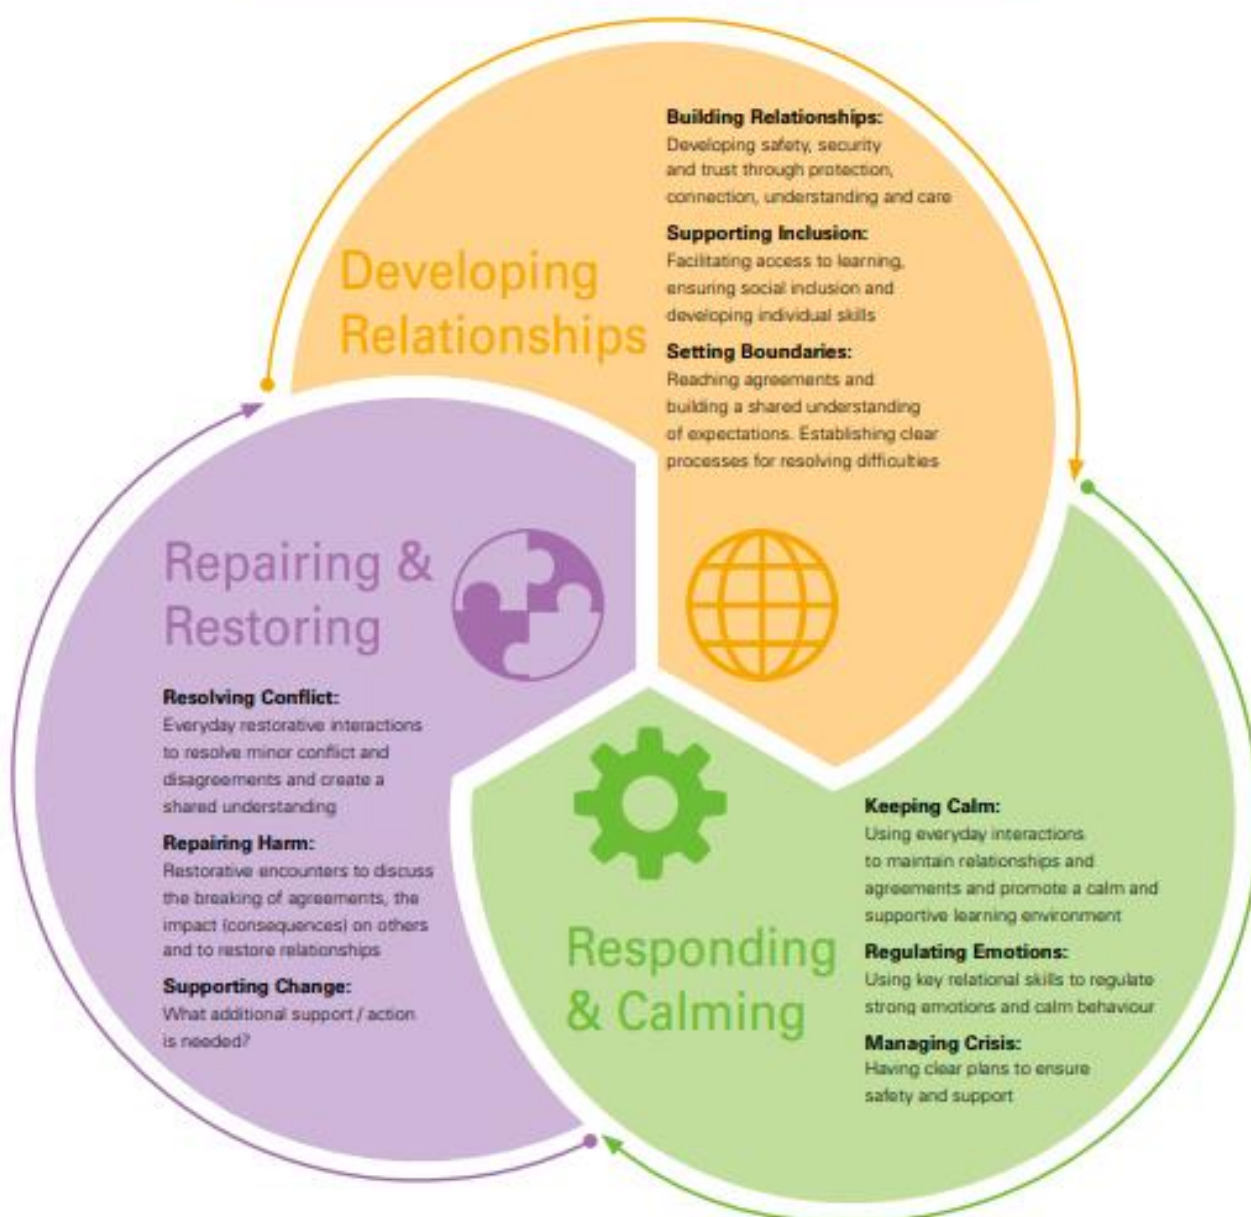 Developing
Relationships
Building Relationships:
Developing safety, security
and trust through protection,
connection, understanding and care
Supporting Inclusion:
Facilitating access to learning,
ensuring social inclusion and
developing individual skills
Setting Boundaries:
Reaching agreements and
building a shared understanding
of expectations. Establishing clear
processes for resolving difficulties
Responding
& Calming
Keeping Calm:
Using everyday interactions
to maintain relationships and
agreements and promote a calm and
supportive learning environment
Regulating Emotions:
Using key relational skills to regulate
strong emotions and calm behaviour
Managing Crisis:
Having clear plans to ensure
safety and support
Repairing &
Restoring
Resolving Conflict:
Everyday restorative interactions
to resolve minor conflict and
disagreements and create a
shared understanding
Repairing Harm:
Restorative encounters to discuss
the breaking of agreements, the
impact (consequences) on others
and to restore relationships
Supporting Change:
What additional support / action
is needed?